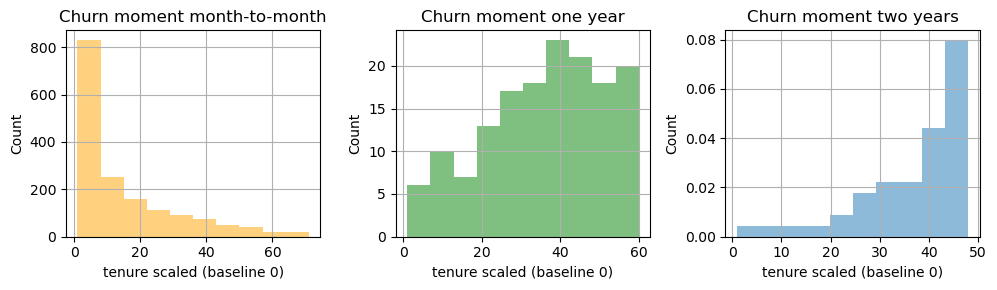 Churn moment month-to-month
Count
800
600
400
200
0
0 20 40 60
tenure scaled (baseline 0)
Churn moment one year
Count
20
15
10
5
0
0 20 40 60
tenure scaled (baseline 0)
Churn moment two years
Count
0.08
0.06
0.04
0.02
0.00
0 10 20 30 40 50
tenure scaled (baseline 0)